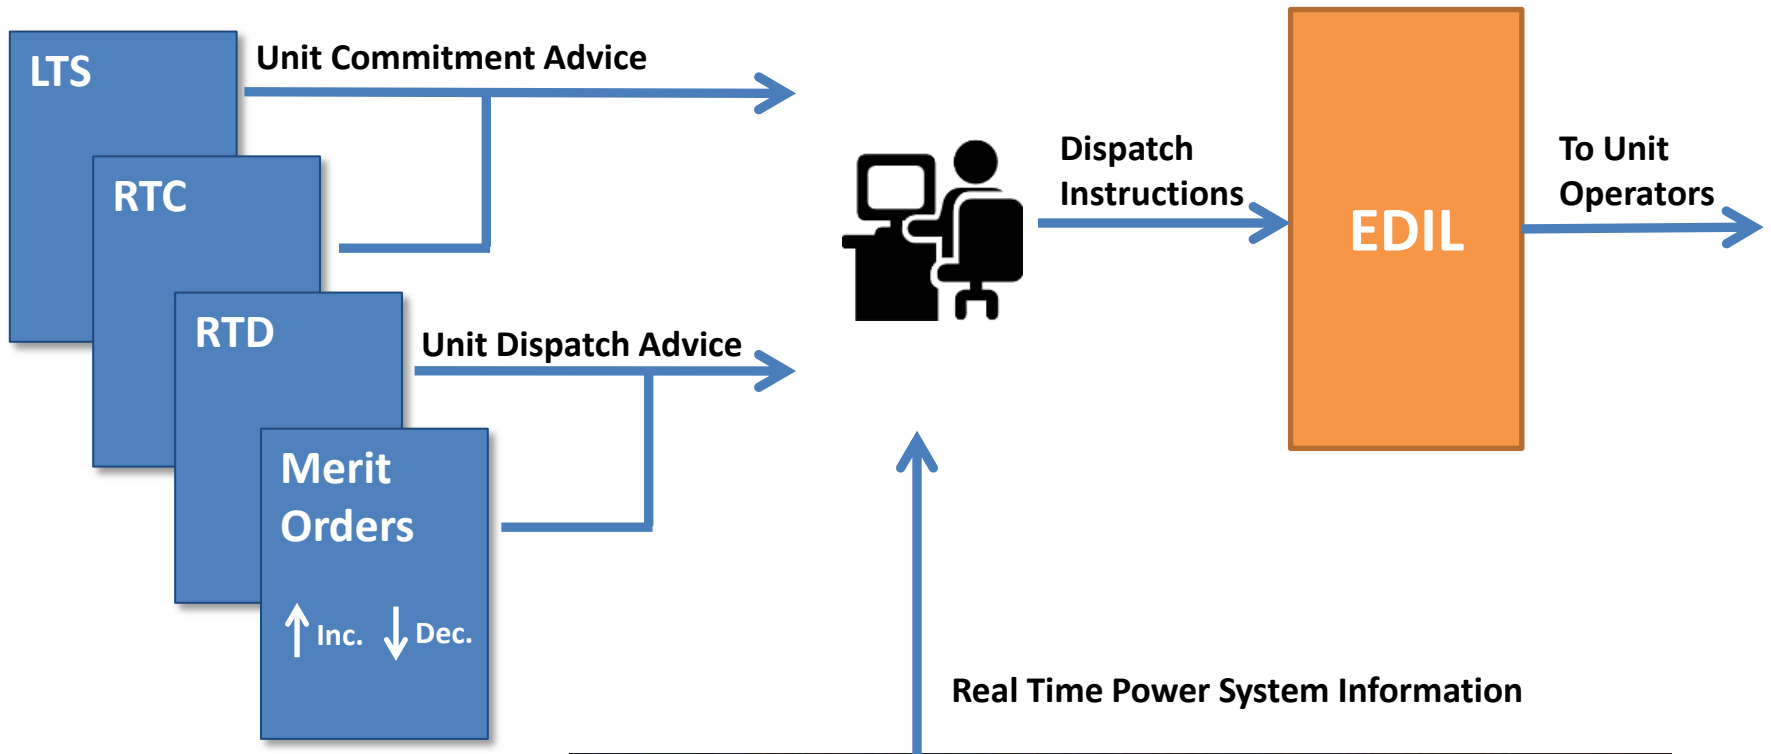 LTS
Unit Commitment Advice
RTC
RTD
Unit Dispatch Advice
Merit
Orders
Inc.
Dec.
Dispatch
Instructions
EDIL
To Unit
Operators
Real Time Power System Information